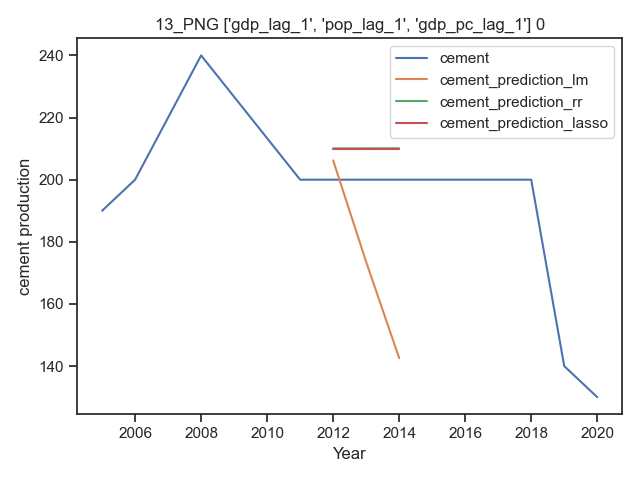 13_PNG ['gdp_lag_1', 'pop_lag_1', 'gdp_pc_lag_1'] 0
cement
cement_prediction_lm
cement_prediction_rr
cement_prediction_lasso
cement production
240
220
200
180
160
140
2006 2008 2010 2012 2014 2016 2018 2020
Year